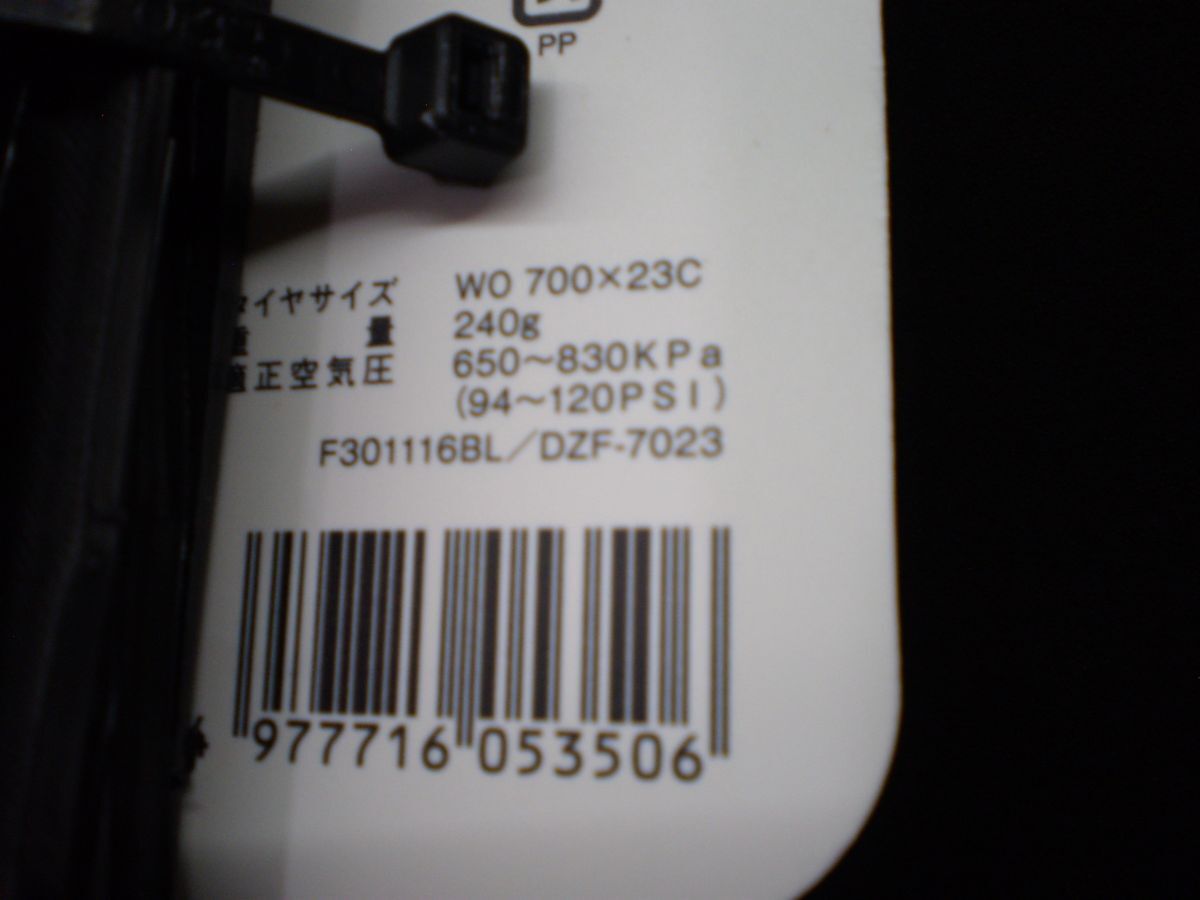 PP
タイヤサイズ WO 700×23C
重量 240g
適正空気圧 650～830KPa
(94～120PSI)
F301116BL／DZF-7023
977716 053506